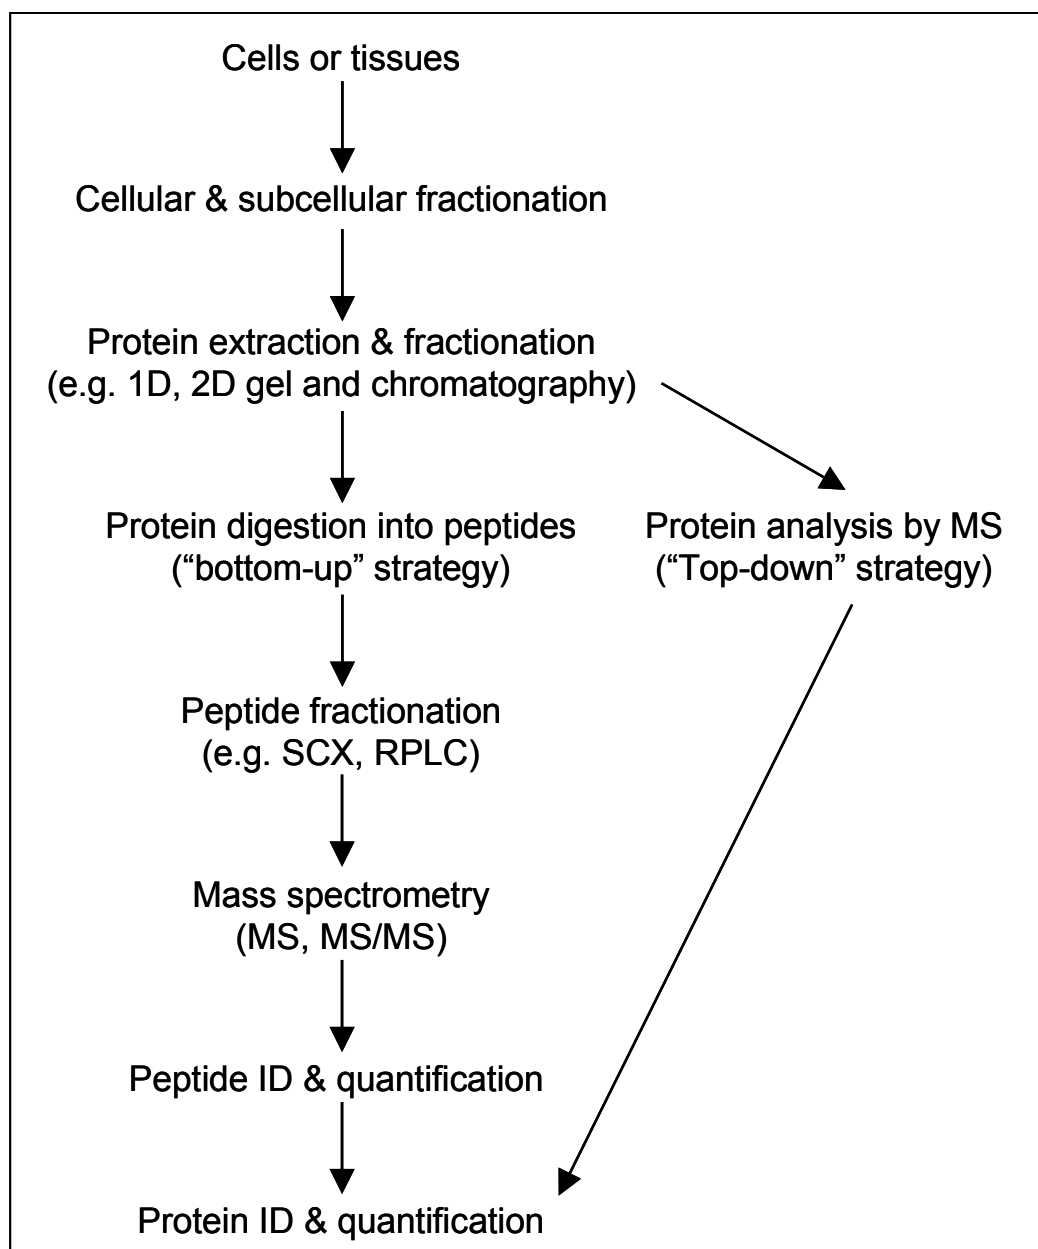 Cells or tissues
Cellular & subcellular fractionation
Protein extraction & fractionation
(e.g. 1D, 2D gel and chromatography)
Protein digestion into peptides
(“bottom-up” strategy)
Protein analysis by MS
(“Top-down” strategy)
Peptide fractionation
(e.g. SCX, RPLC)
Mass spectrometry
(MS, MS/MS)
Peptide ID & quantification
Protein ID & quantification